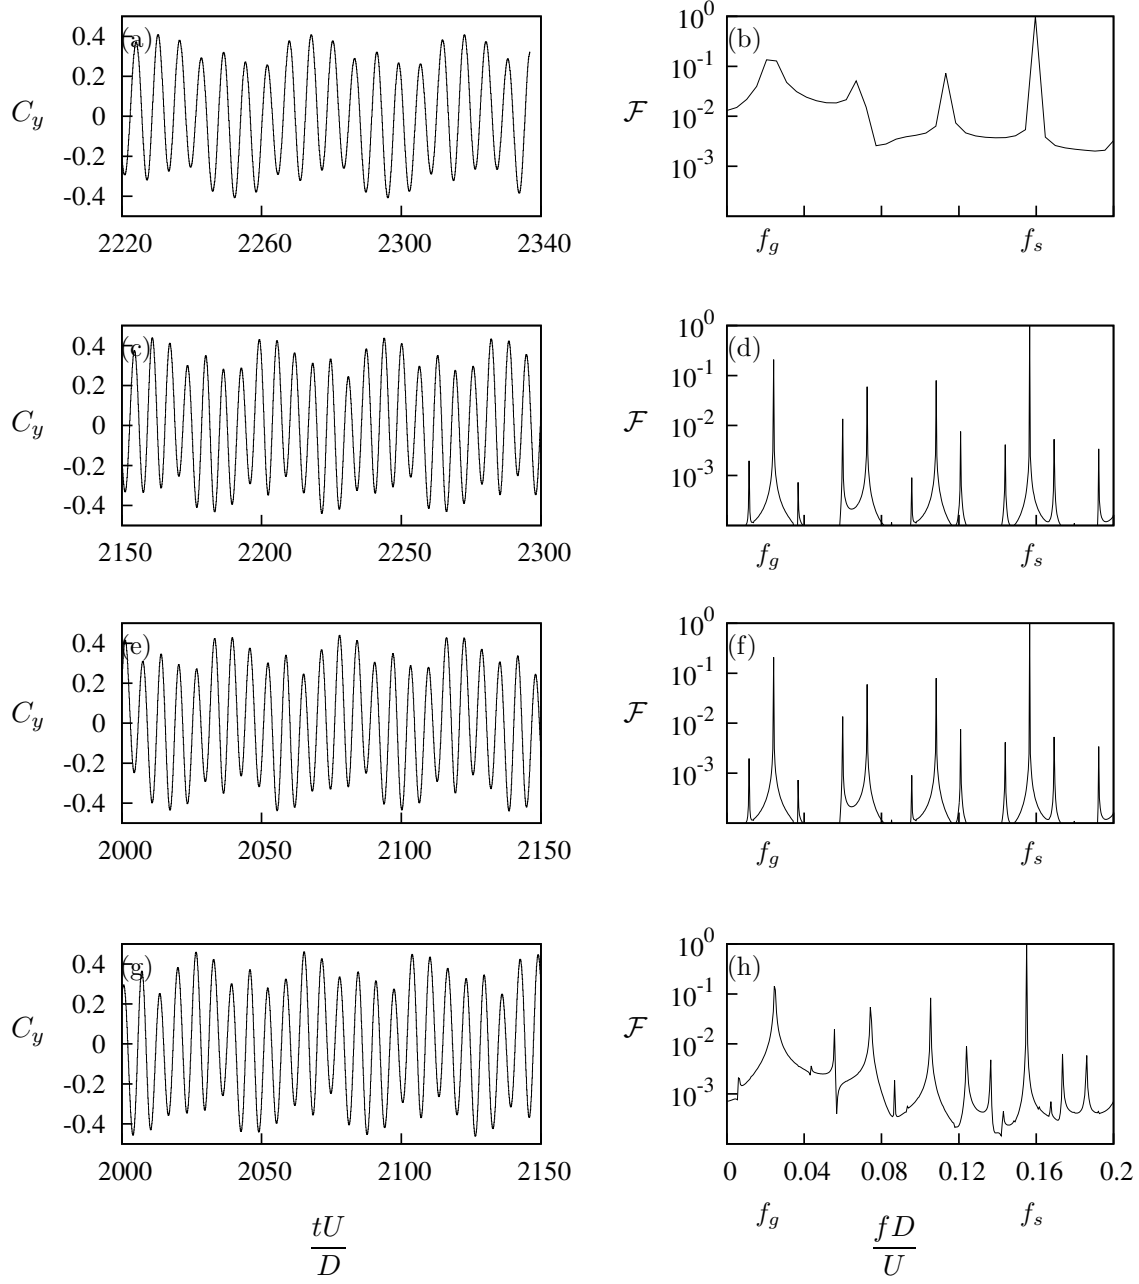 (a) 0.4 0.2 0 -0.2 -0.4
C_y
2220 2260 2300 2340
(b) 10^0 10^-1 10^-2 10^-3
F
f_g f_s
(c) 0.4 0.2 0 -0.2 -0.4
C_y
2150 2200 2250 2300
(d) 10^0 10^-1 10^-2 10^-3
F
f_g f_s
(e) 0.4 0.2 0 -0.2 -0.4
C_y
2000 2050 2100 2150
(f) 10^0 10^-1 10^-2 10^-3
F
f_g f_s
(g) 0.4 0.2 0 -0.2 -0.4
C_y
2000 2050 2100 2150
tU
D
(h) 10^0 10^-1 10^-2 10^-3
F
0 0.04 0.08 0.12 0.16 0.2
f_g f_s
fD
U